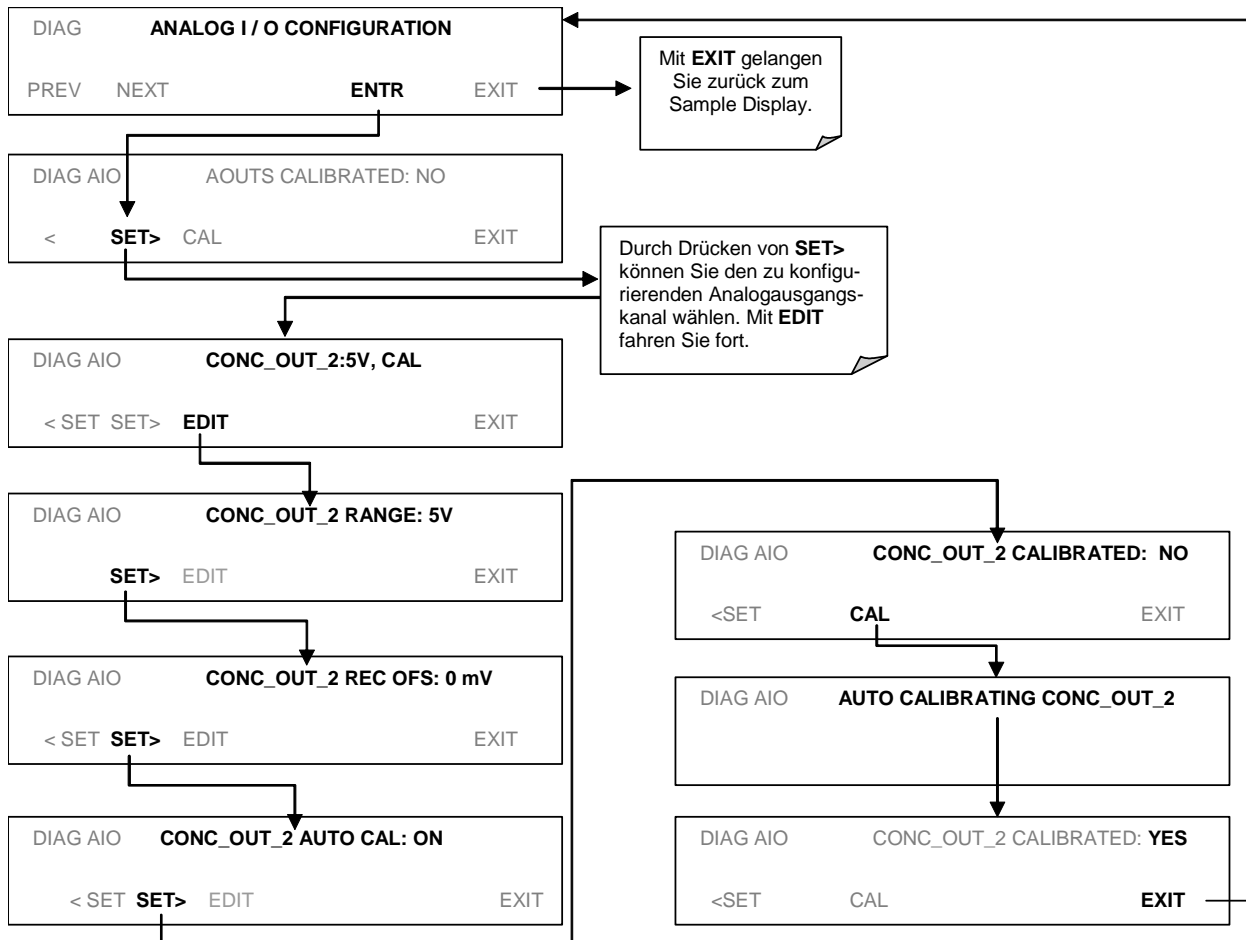 DIAG ANALOG I / O CONFIGURATION
PREV NEXT ENTR EXIT
Mit EXIT gelangen
Sie zurück zum
Sample Display.
DIAG AIO AOUTS CALIBRATED: NO
< SET> CAL EXIT
Durch Drücken von SET>
können Sie den zu konfigu-
rierenden Analogausgangs-
kanal wählen. Mit EDIT
fahren Sie fort.
DIAG AIO CONC_OUT_2:5V, CAL
< SET SET> EDIT EXIT
DIAG AIO CONC_OUT_2 RANGE: 5V
SET> EDIT EXIT
DIAG AIO CONC_OUT_2 REC OFS: 0 mV
< SET SET> EDIT EXIT
DIAG AIO CONC_OUT_2 AUTO CAL: ON
< SET SET> EDIT EXIT
DIAG AIO CONC_OUT_2 CALIBRATED: NO
<SET CAL EXIT
DIAG AIO AUTO CALIBRATING CONC_OUT_2
DIAG AIO CONC_OUT_2 CALIBRATED: YES
<SET CAL EXIT